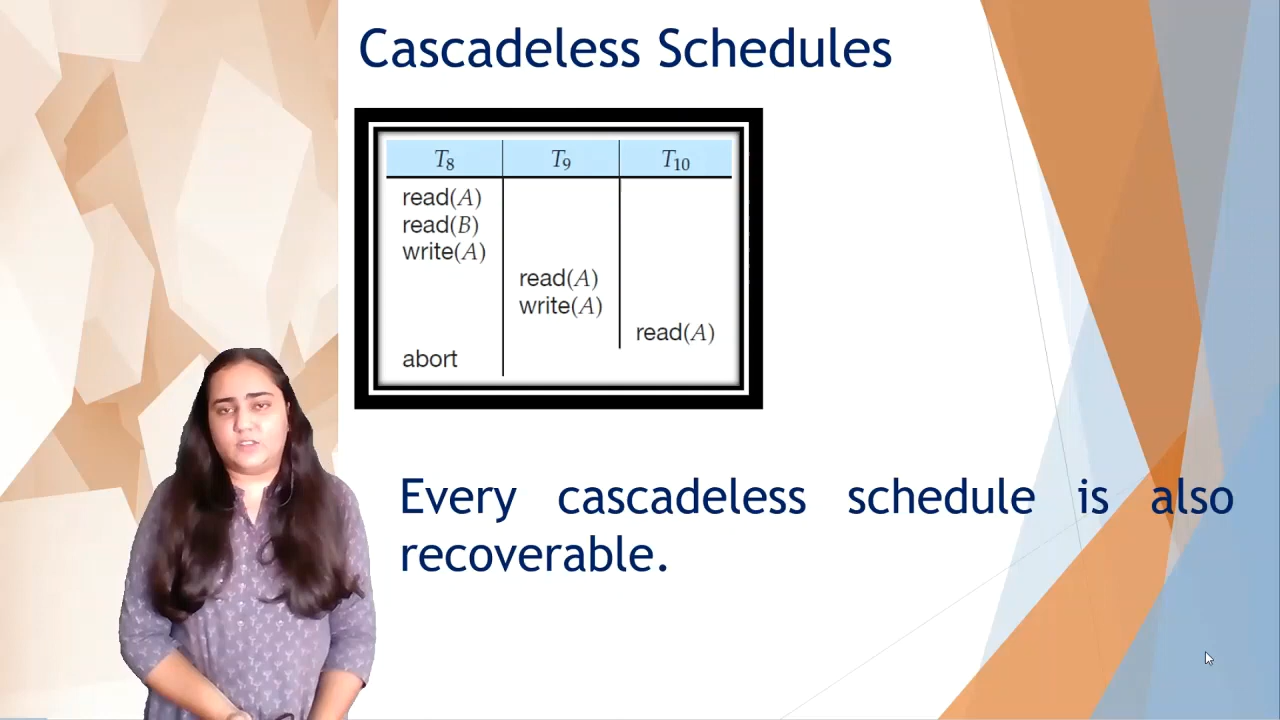 Cascadeless Schedules
T8 T9 T10
read(A)
read(B)
write(A)
read(A)
write(A)
read(A)
abort
Every cascadeless schedule is also
recoverable.